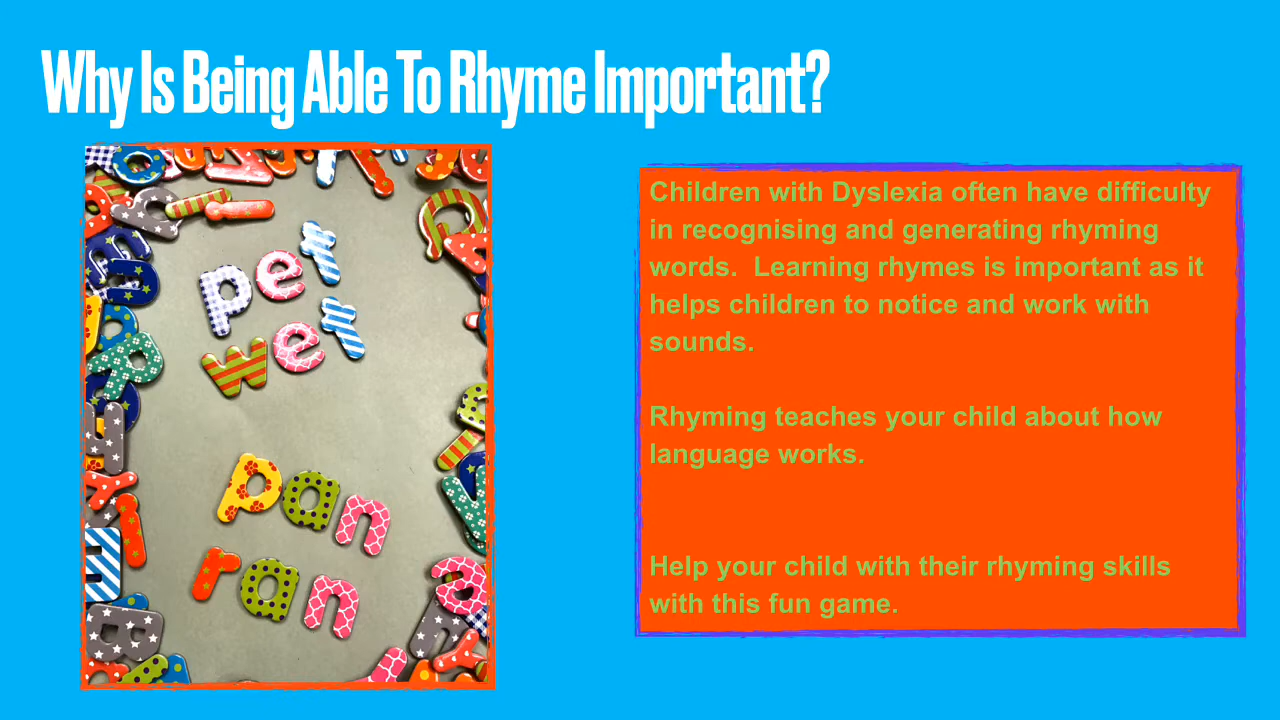 Why Is Being Able To Rhyme Important?
pet
wet
pan
ran
Children with Dyslexia often have difficulty
in recognising and generating rhyming
words.  Learning rhymes is important as it
helps children to notice and work with
sounds.
Rhyming teaches your child about how
language works.
Help your child with their rhyming skills
with this fun game.